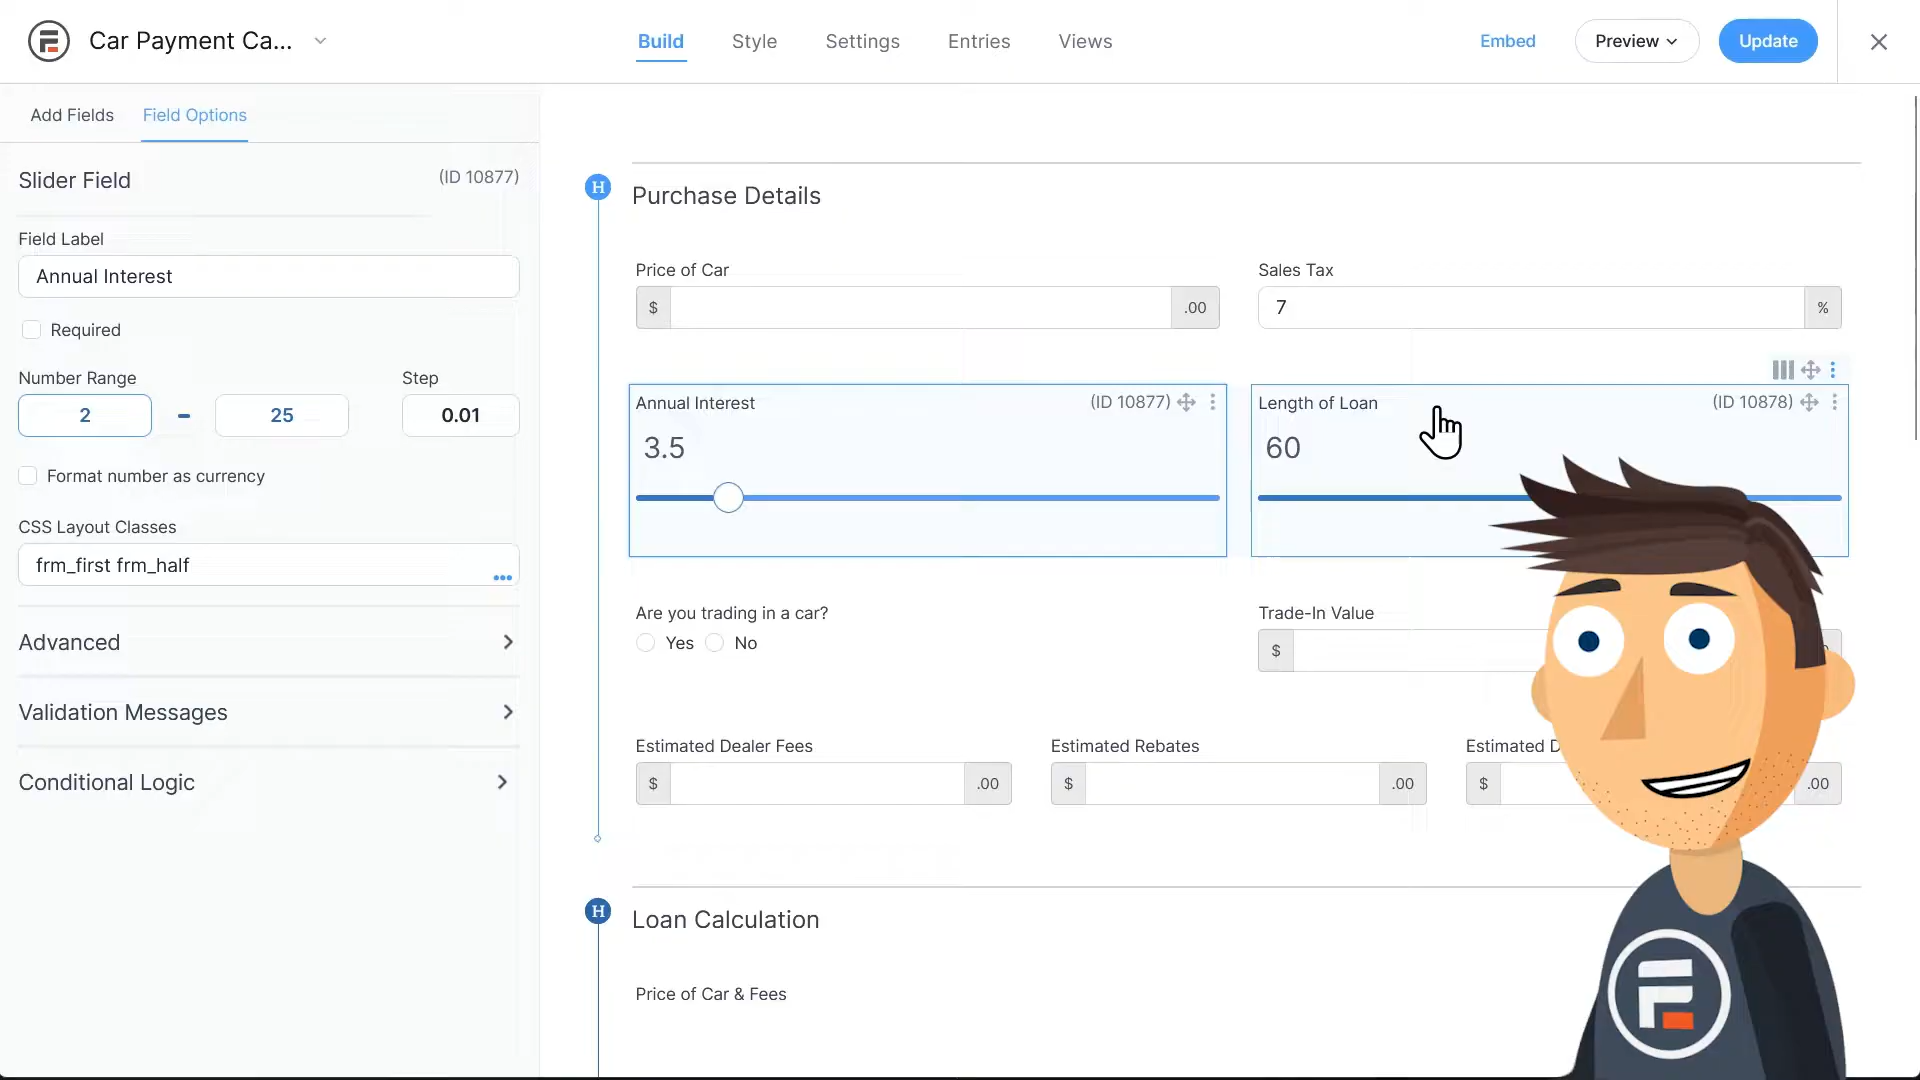 Car Payment Ca...
Build
Style
Settings
Entries
Views
Embed
Preview
Update
Add Fields
Field Options
Slider Field
(ID 10877)
Field Label
Annual Interest
Required
Number Range
Step
2
-
25
0.01
Format number as currency
CSS Layout Classes
frm_first frm_half
Advanced
Validation Messages
Conditional Logic
H
Purchase Details
Price of Car
$
.00
Sales Tax
7
%
Annual Interest
(ID 10877)
3.5
Length of Loan
(ID 10878)
60
Are you trading in a car?
Yes
No
Trade-In Value
$
Estimated Dealer Fees
$
.00
Estimated Rebates
$
.00
Estimated
$
.00
H
Loan Calculation
Price of Car & Fees